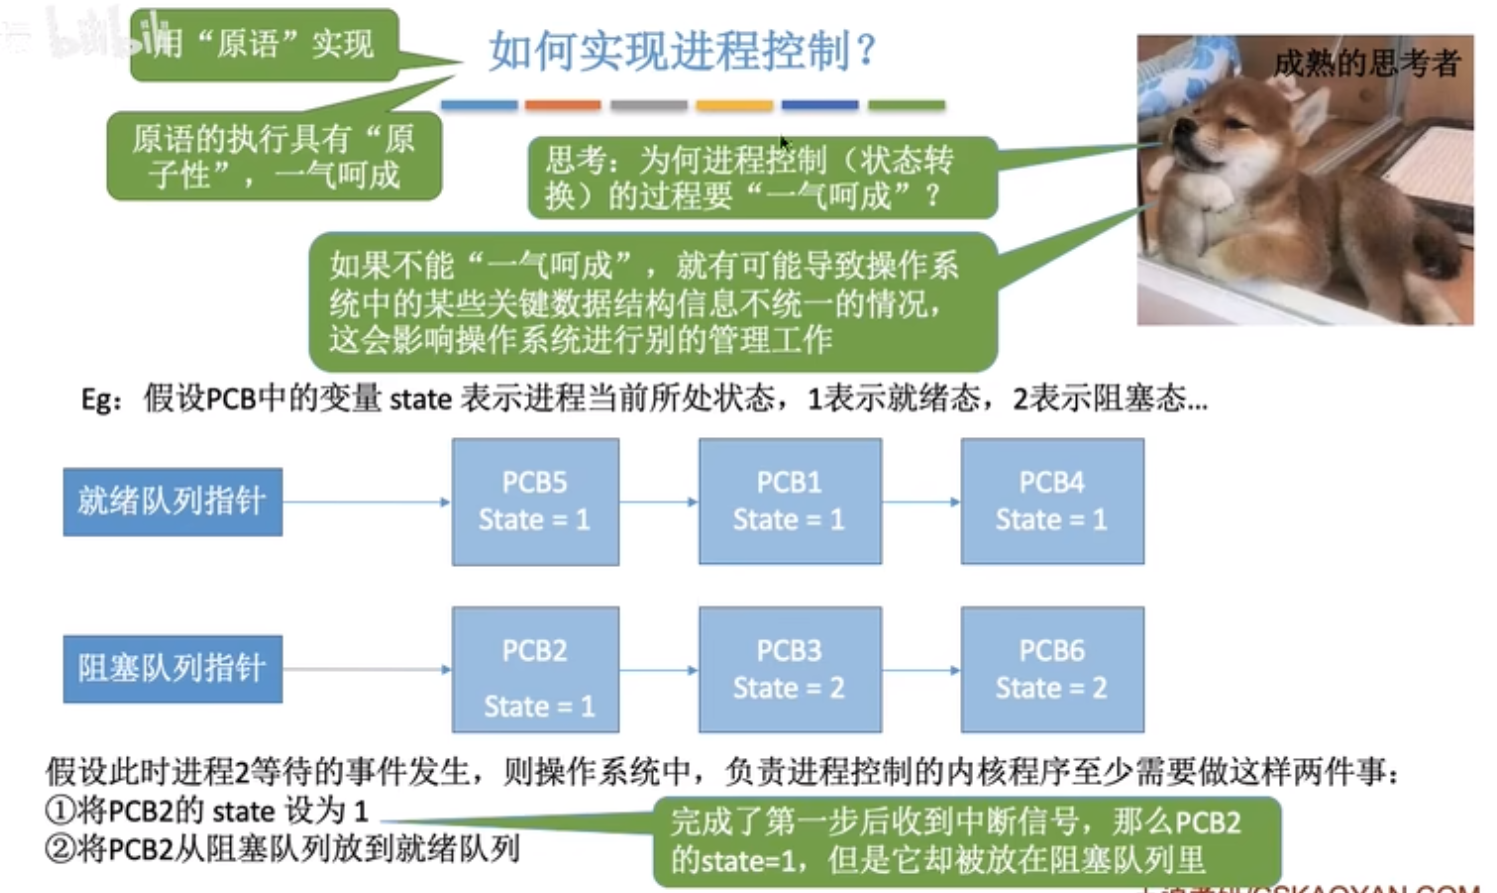 用“原语”实现
如何实现进程控制？
成熟的思考者
原语的执行具有“原
子性”，一气呵成
思考：为何进程控制（状态转
换）的过程要“一气呵成”？
如果不能“一气呵成”，就有可能导致操作系
统中的某些关键数据结构信息不统一的情况，
这会影响操作系统进行别的管理工作
Eg：假设PCB中的变量 state 表示进程当前所处状态，1表示就绪态，2表示阻塞态...
就绪队列指针
PCB5
State = 1
PCB1
State = 1
PCB4
State = 1
阻塞队列指针
PCB2
State = 1
PCB3
State = 2
PCB6
State = 2
假设此时进程2等待的事件发生，则操作系统中，负责进程控制的内核程序至少需要做这样两件事：
①将PCB2的 state 设为 1
②将PCB2从阻塞队列放到就绪队列
完成了第一步后收到中断信号，那么PCB2
的state=1，但是它却被放在阻塞队列里